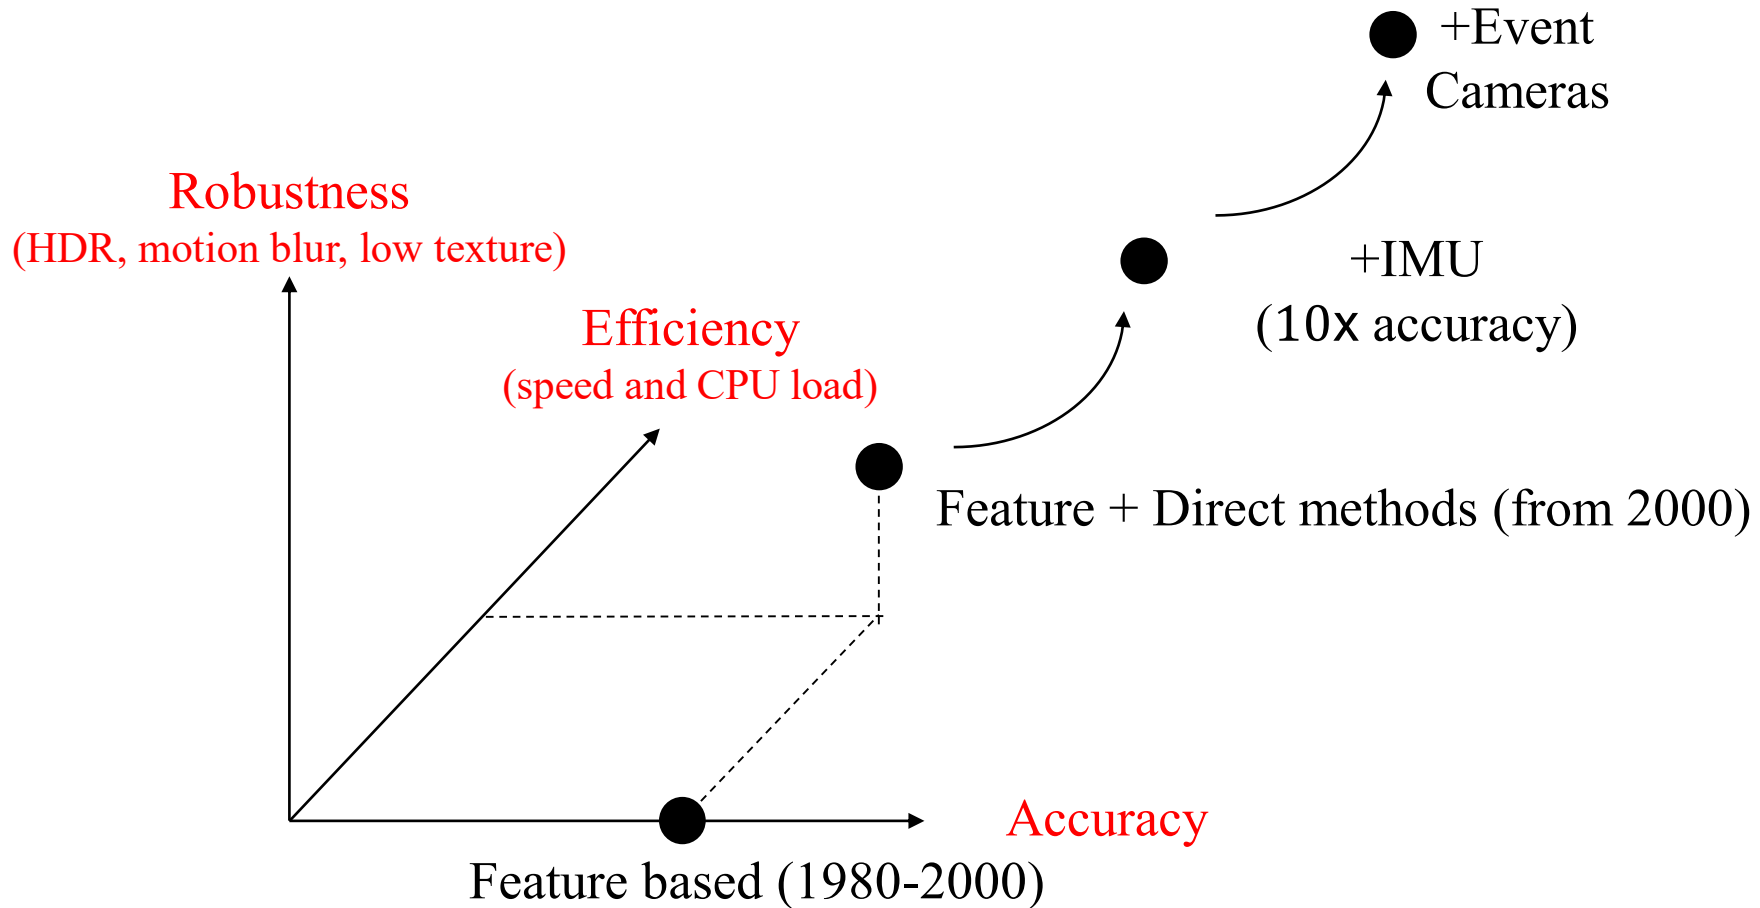 +Event
Cameras
Robustness
(HDR, motion blur, low texture)
+IMU
(10x accuracy)
Efficiency
(speed and CPU load)
Feature + Direct methods (from 2000)
Accuracy
Feature based (1980-2000)